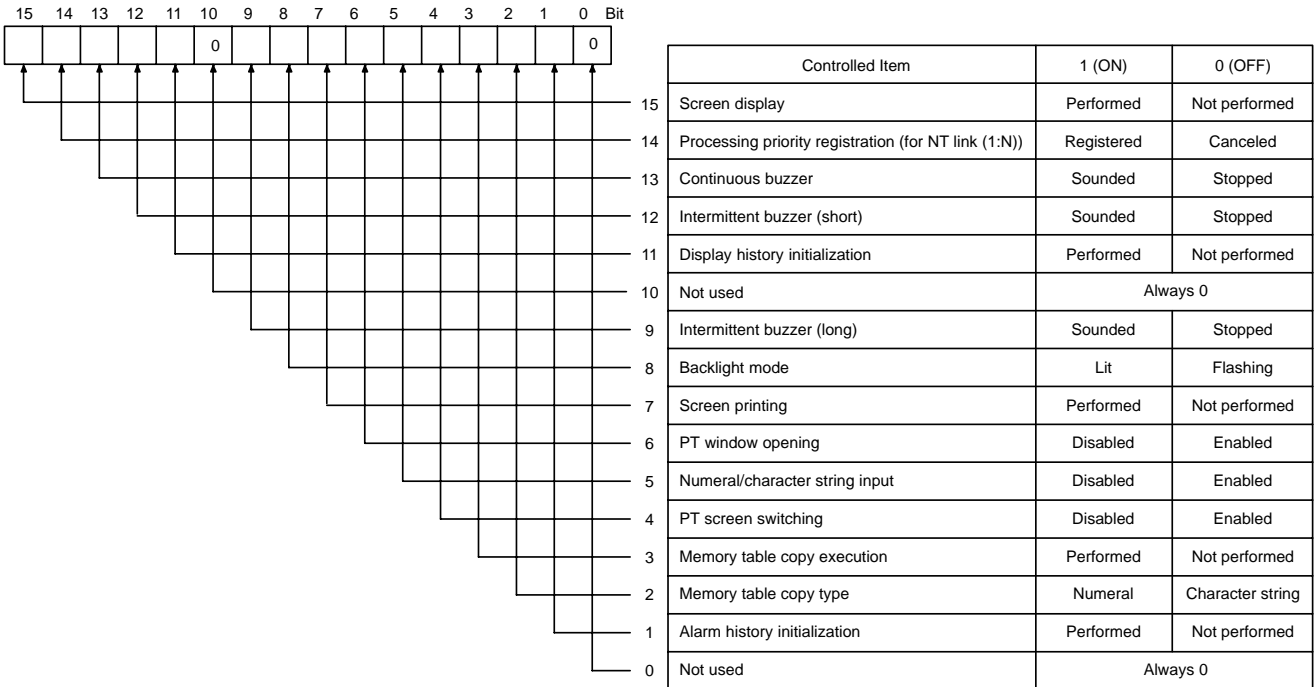 15 14 13 12 11 10 9 8 7 6 5 4 3 2 1 0 Bit
0 0
Controlled Item 1 (ON) 0 (OFF)
15 Screen display Performed Not performed
14 Processing priority registration (for NT link (1:N)) Registered Canceled
13 Continuous buzzer Sounded Stopped
12 Intermittent buzzer (short) Sounded Stopped
11 Display history initialization Performed Not performed
10 Not used Always 0
9 Intermittent buzzer (long) Sounded Stopped
8 Backlight mode Lit Flashing
7 Screen printing Performed Not performed
6 PT window opening Disabled Enabled
5 Numeral/character string input Disabled Enabled
4 PT screen switching Disabled Enabled
3 Memory table copy execution Performed Not performed
2 Memory table copy type Numeral Character string
1 Alarm history initialization Performed Not performed
0 Not used Always 0